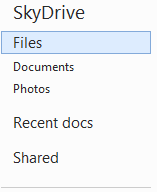 SkyDrive
Files
Documents
Photos
Recent docs
Shared